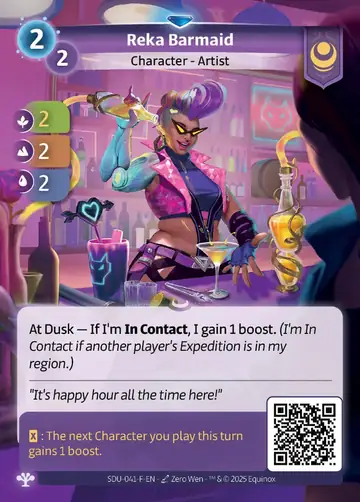 2
Reka Barmaid
2
Character - Artist
2
2
2
At Dusk — If I'm In Contact, I gain 1 boost. (I'm In
Contact if another player's Expedition is in my
region.)
"It's happy hour all the time here!"
X : The next Character you play this turn
gains 1 boost.
SDU-041-F-EN - Zero Wen - ™ & © 2025 Equinox